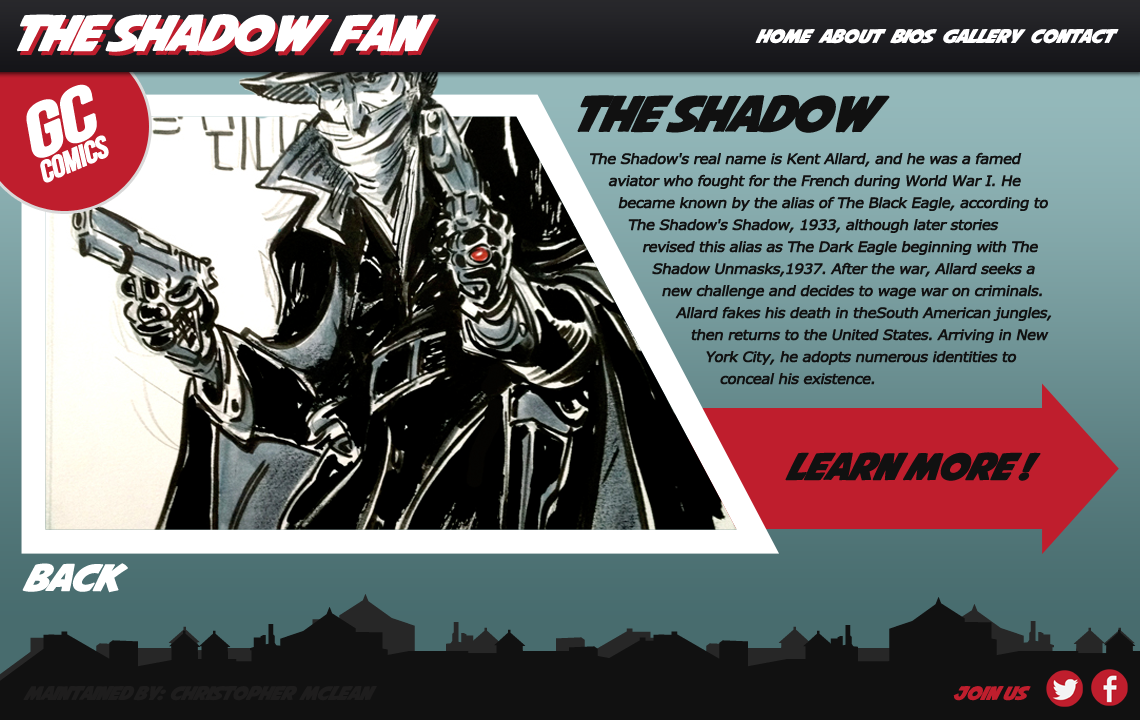 THE SHADOW FAN
HOME ABOUT BIOS GALLERY CONTACT
GC
COMICS
THE SHADOW
The Shadow's real name is Kent Allard, and he was a famed
aviator who fought for the French during World War I. He
became known by the alias of The Black Eagle, according to
The Shadow's Shadow, 1933, although later stories
revised this alias as The Dark Eagle beginning with The
Shadow Unmasks,1937. After the war, Allard seeks a
new challenge and decides to wage war on criminals.
Allard fakes his death in theSouth American jungles,
then returns to the United States. Arriving in New
York City, he adopts numerous identities to
conceal his existence.
LEARN MORE!
BACK
MAINTAINED BY: CHRISTOPHER MCLEAN
JOIN US